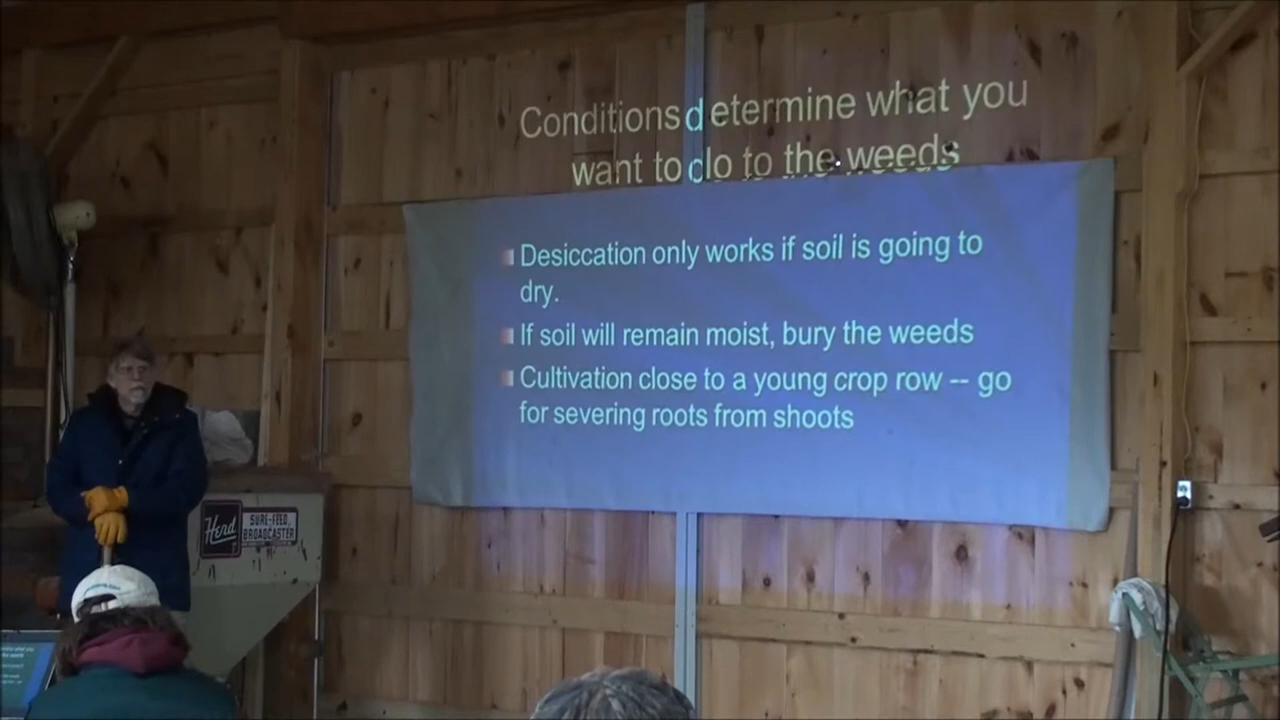 Conditions determine what you
want to do to the weeds
Desiccation only works if soil is going to
dry.
If soil will remain moist, bury the weeds
Cultivation close to a young crop row -- go
for severing roots from shoots
Herd
SURE-FEED
BROADCASTER